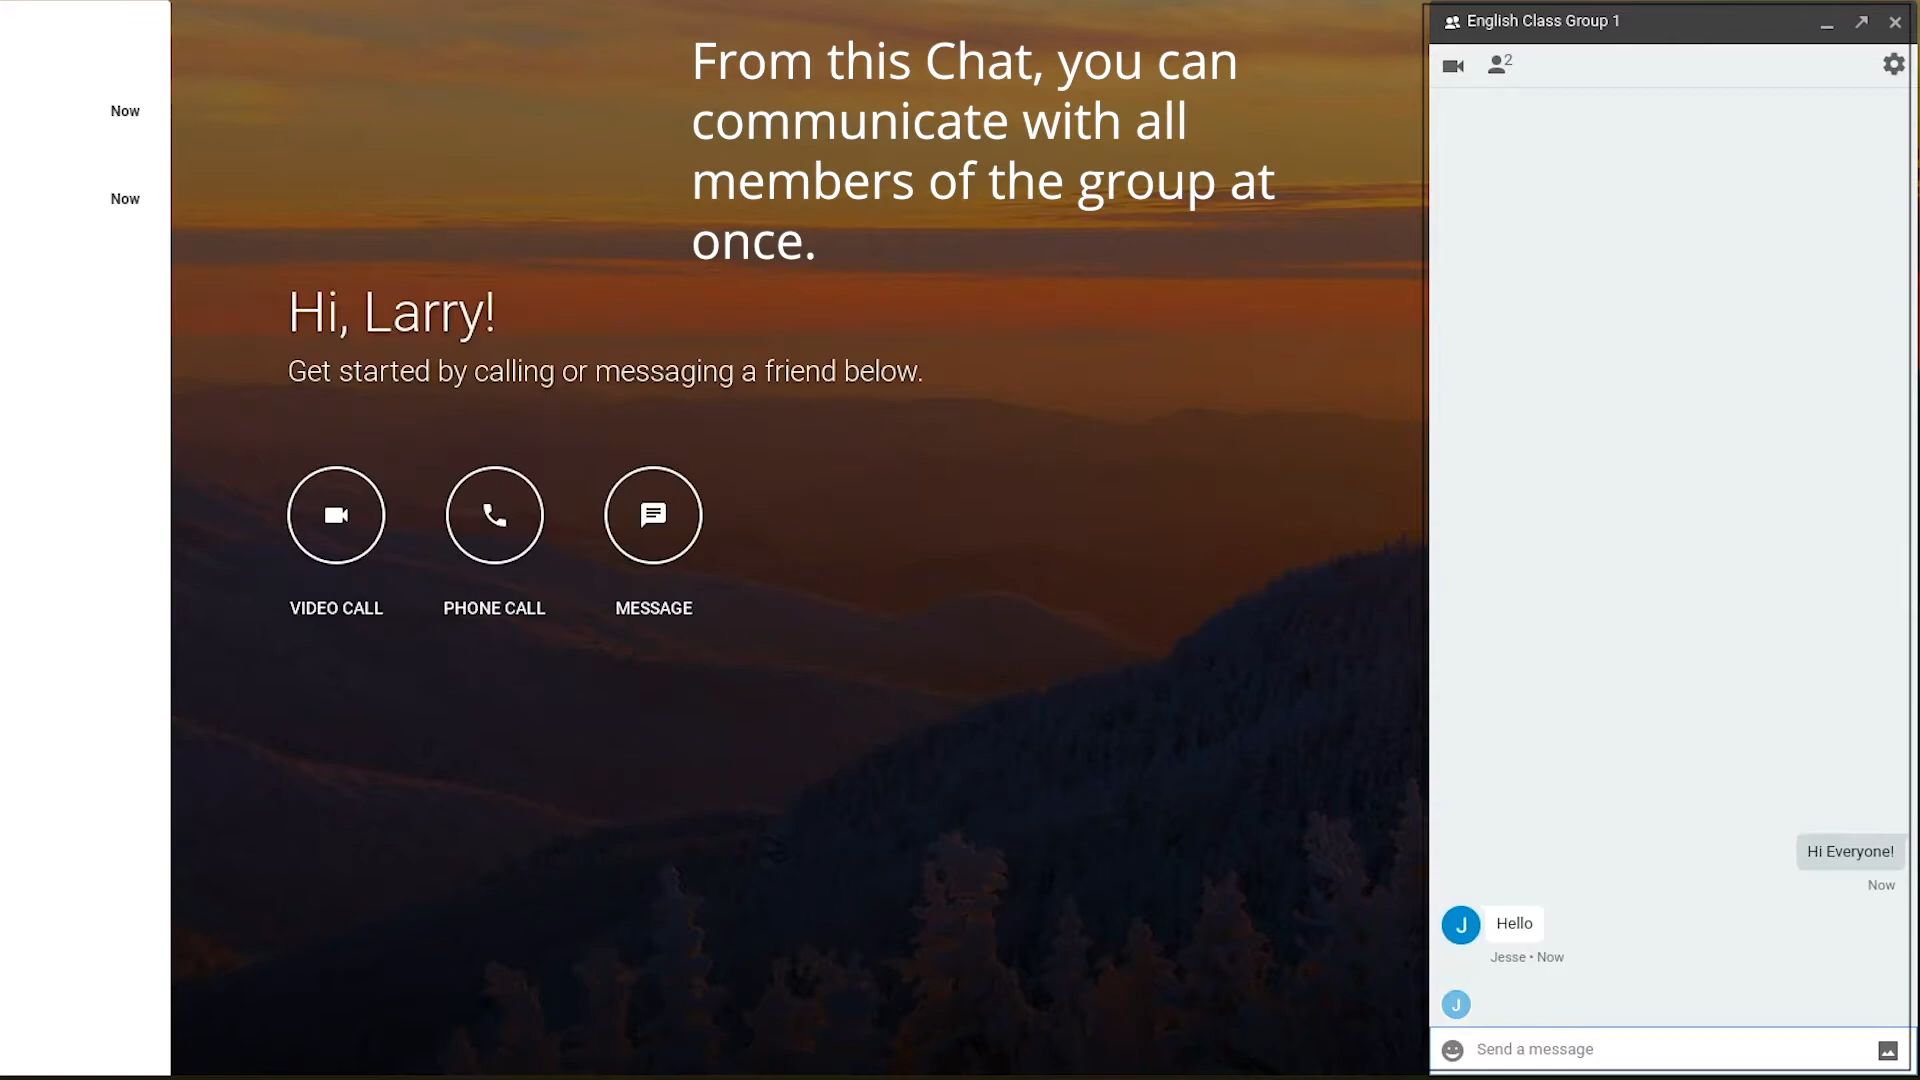 Now
Now
From this Chat, you can
communicate with all
members of the group at
once.
Hi, Larry!
Get started by calling or messaging a friend below.
VIDEO CALL
PHONE CALL
MESSAGE
English Class Group 1
2
Hi Everyone!
Now
J
Hello
Jesse • Now
J
Send a message